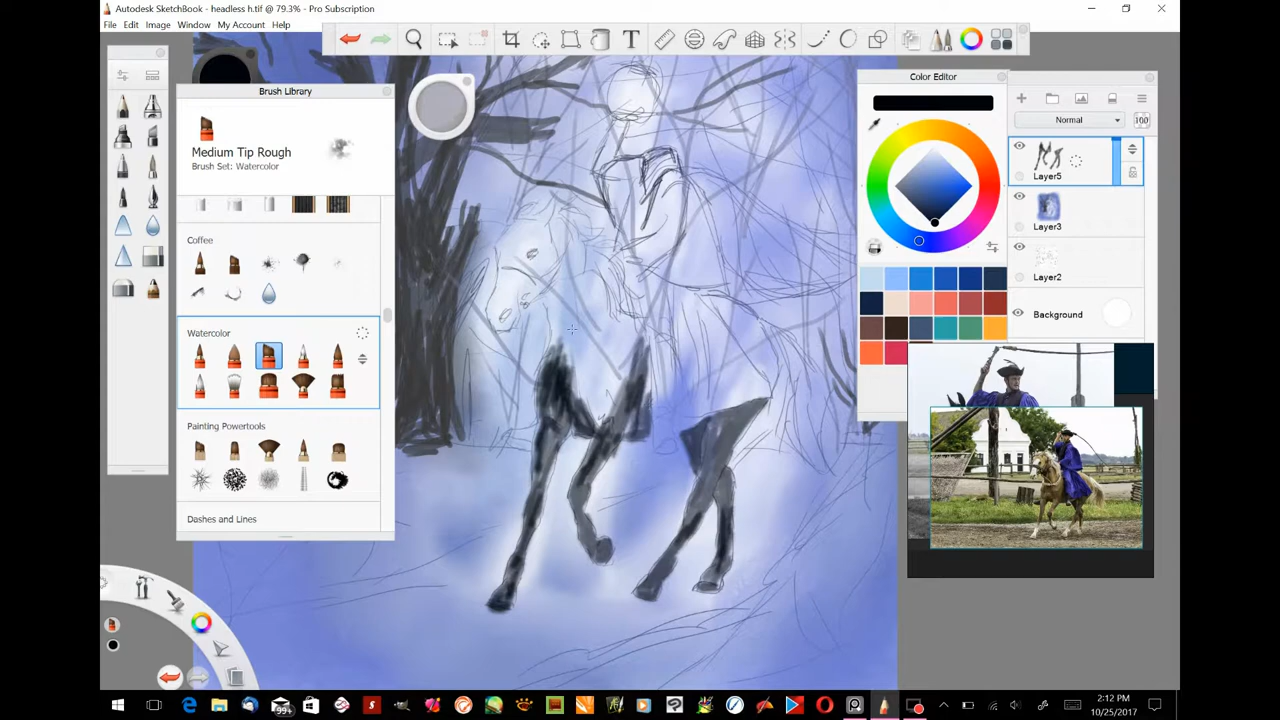 Autodesk SketchBook - headless h.tif @ 79.3% - Pro Subscription
File Edit Image Window My Account Help
T
Brush Library
Medium Tip Rough
Brush Set: Watercolor
Coffee
Watercolor
Painting Powertools
Dashes and Lines
Color Editor
Normal
100
Layer5
Layer3
Layer2
Background
99+
2:12 PM
10/25/2017